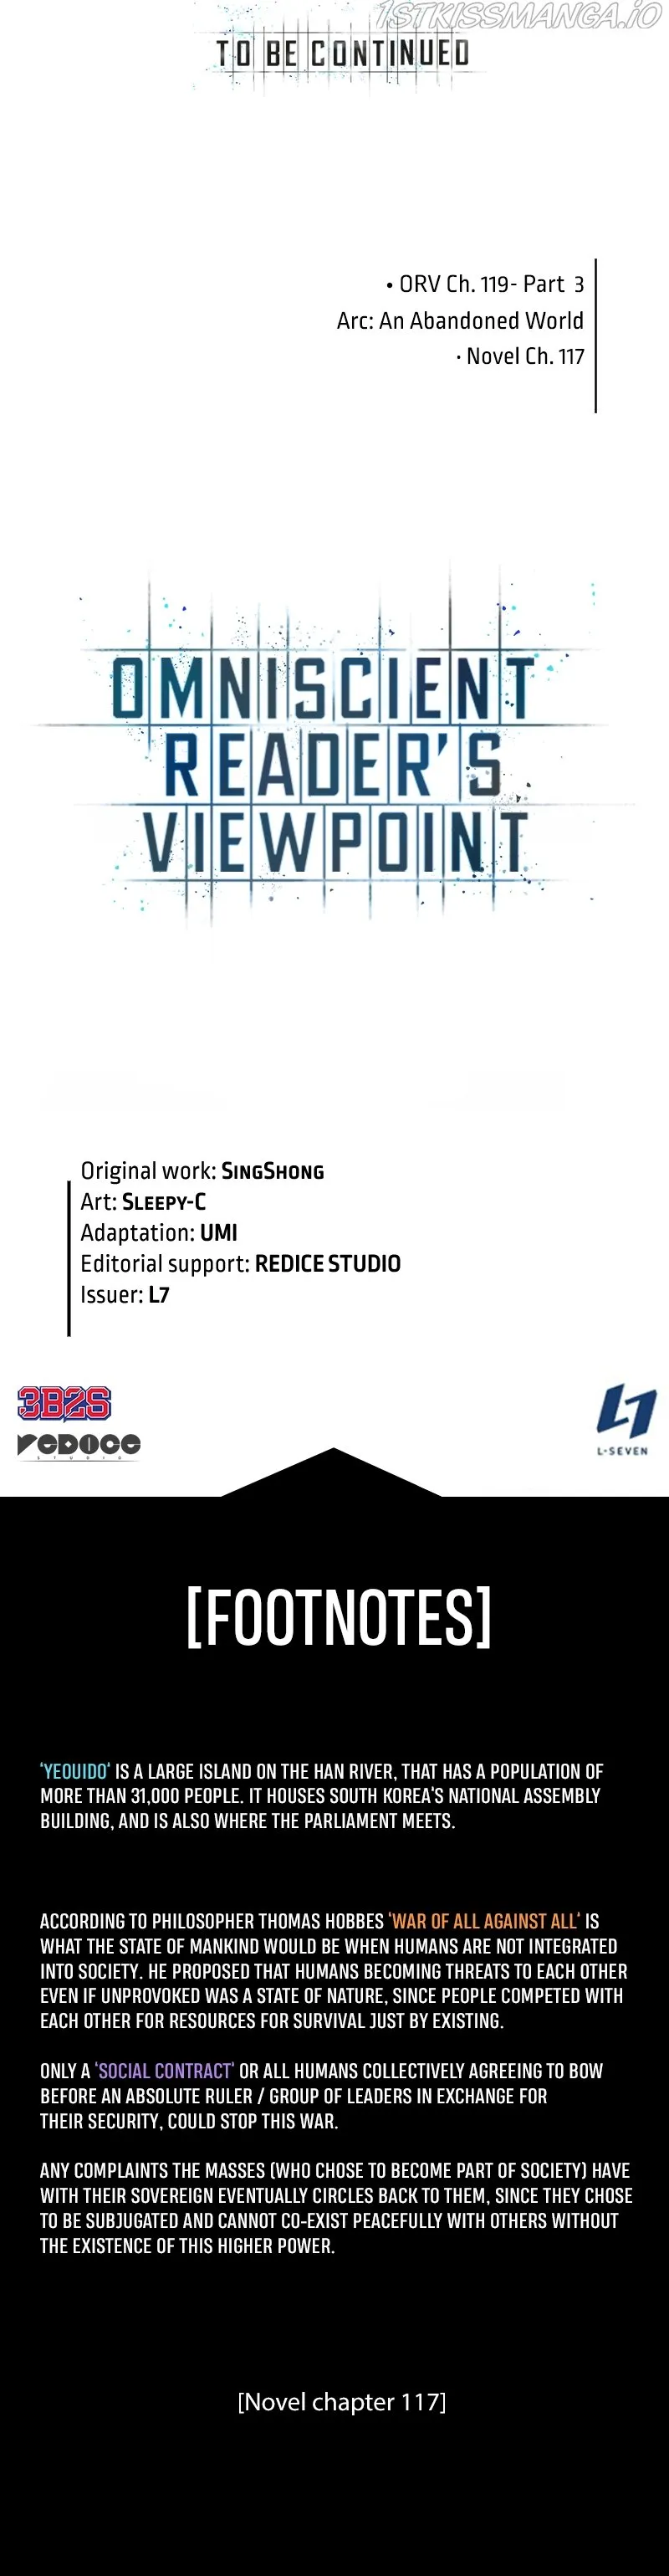 1STKISSMANGA.IO
TO BE CONTINUED
• ORV Ch. 119- Part 3
Arc: An Abandoned World
· Novel Ch. 117
OMNISCIENT
READER'S
VIEWPOINT
Original work: SINGSHONG
Art: SLEEPY-C
Adaptation: UMI
Editorial support: REDICE STUDIO
Issuer: L7
3B2S
REDICE
STUDIO
L7
L-SEVEN
[FOOTNOTES]
'YEOUIDO' IS A LARGE ISLAND ON THE HAN RIVER, THAT HAS A POPULATION OF
MORE THAN 31,000 PEOPLE. IT HOUSES SOUTH KOREA'S NATIONAL ASSEMBLY
BUILDING, AND IS ALSO WHERE THE PARLIAMENT MEETS.
ACCORDING TO PHILOSOPHER THOMAS HOBBES 'WAR OF ALL AGAINST ALL' IS
WHAT THE STATE OF MANKIND WOULD BE WHEN HUMANS ARE NOT INTEGRATED
INTO SOCIETY. HE PROPOSED THAT HUMANS BECOMING THREATS TO EACH OTHER
EVEN IF UNPROVOKED WAS A STATE OF NATURE, SINCE PEOPLE COMPETED WITH
EACH OTHER FOR RESOURCES FOR SURVIVAL JUST BY EXISTING.
ONLY A 'SOCIAL CONTRACT' OR ALL HUMANS COLLECTIVELY AGREEING TO BOW
BEFORE AN ABSOLUTE RULER / GROUP OF LEADERS IN EXCHANGE FOR
THEIR SECURITY, COULD STOP THIS WAR.
ANY COMPLAINTS THE MASSES (WHO CHOSE TO BECOME PART OF SOCIETY) HAVE
WITH THEIR SOVEREIGN EVENTUALLY CIRCLES BACK TO THEM, SINCE THEY CHOSE
TO BE SUBJUGATED AND CANNOT CO-EXIST PEACEFULLY WITH OTHERS WITHOUT
THE EXISTENCE OF THIS HIGHER POWER.
[Novel chapter 117]